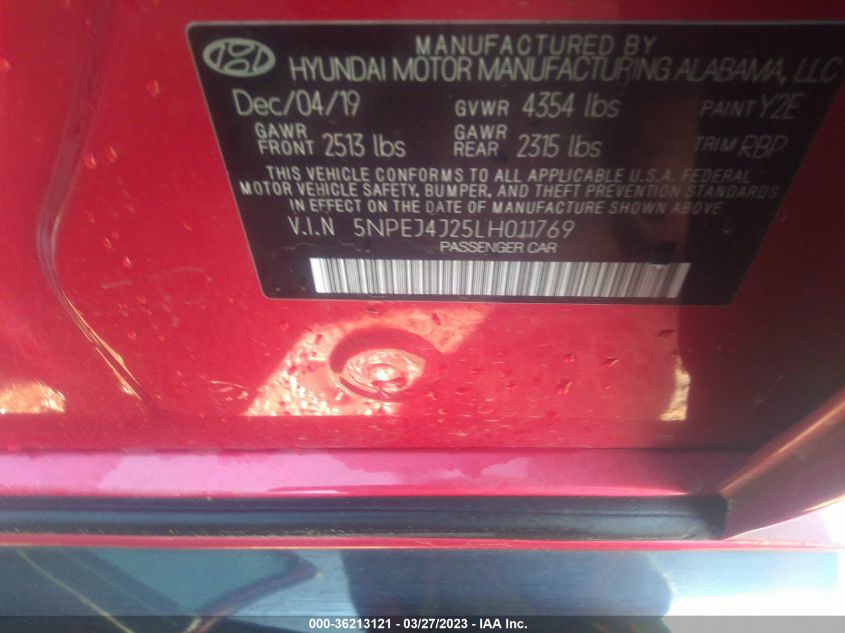 MANUFACTURED BY
HYUNDAI MOTOR MANUFACTURING ALABAMA, LLC
Dec/04/19 GVWR 4354 lbs PAINT Y2E
GAWR FRONT 2513 lbs GAWR REAR 2315 lbs TRIM RBP
THIS VEHICLE CONFORMS TO ALL APPLICABLE U.S.A. FEDERAL
MOTOR VEHICLE SAFETY, BUMPER, AND THEFT PREVENTION STANDARDS
IN EFFECT ON THE DATE OF MANUFACTURE SHOWN ABOVE
V.I.N 5NPEJ4J25LH011769
PASSENGER CAR
000-36213121 - 03/27/2023 - IAA Inc.